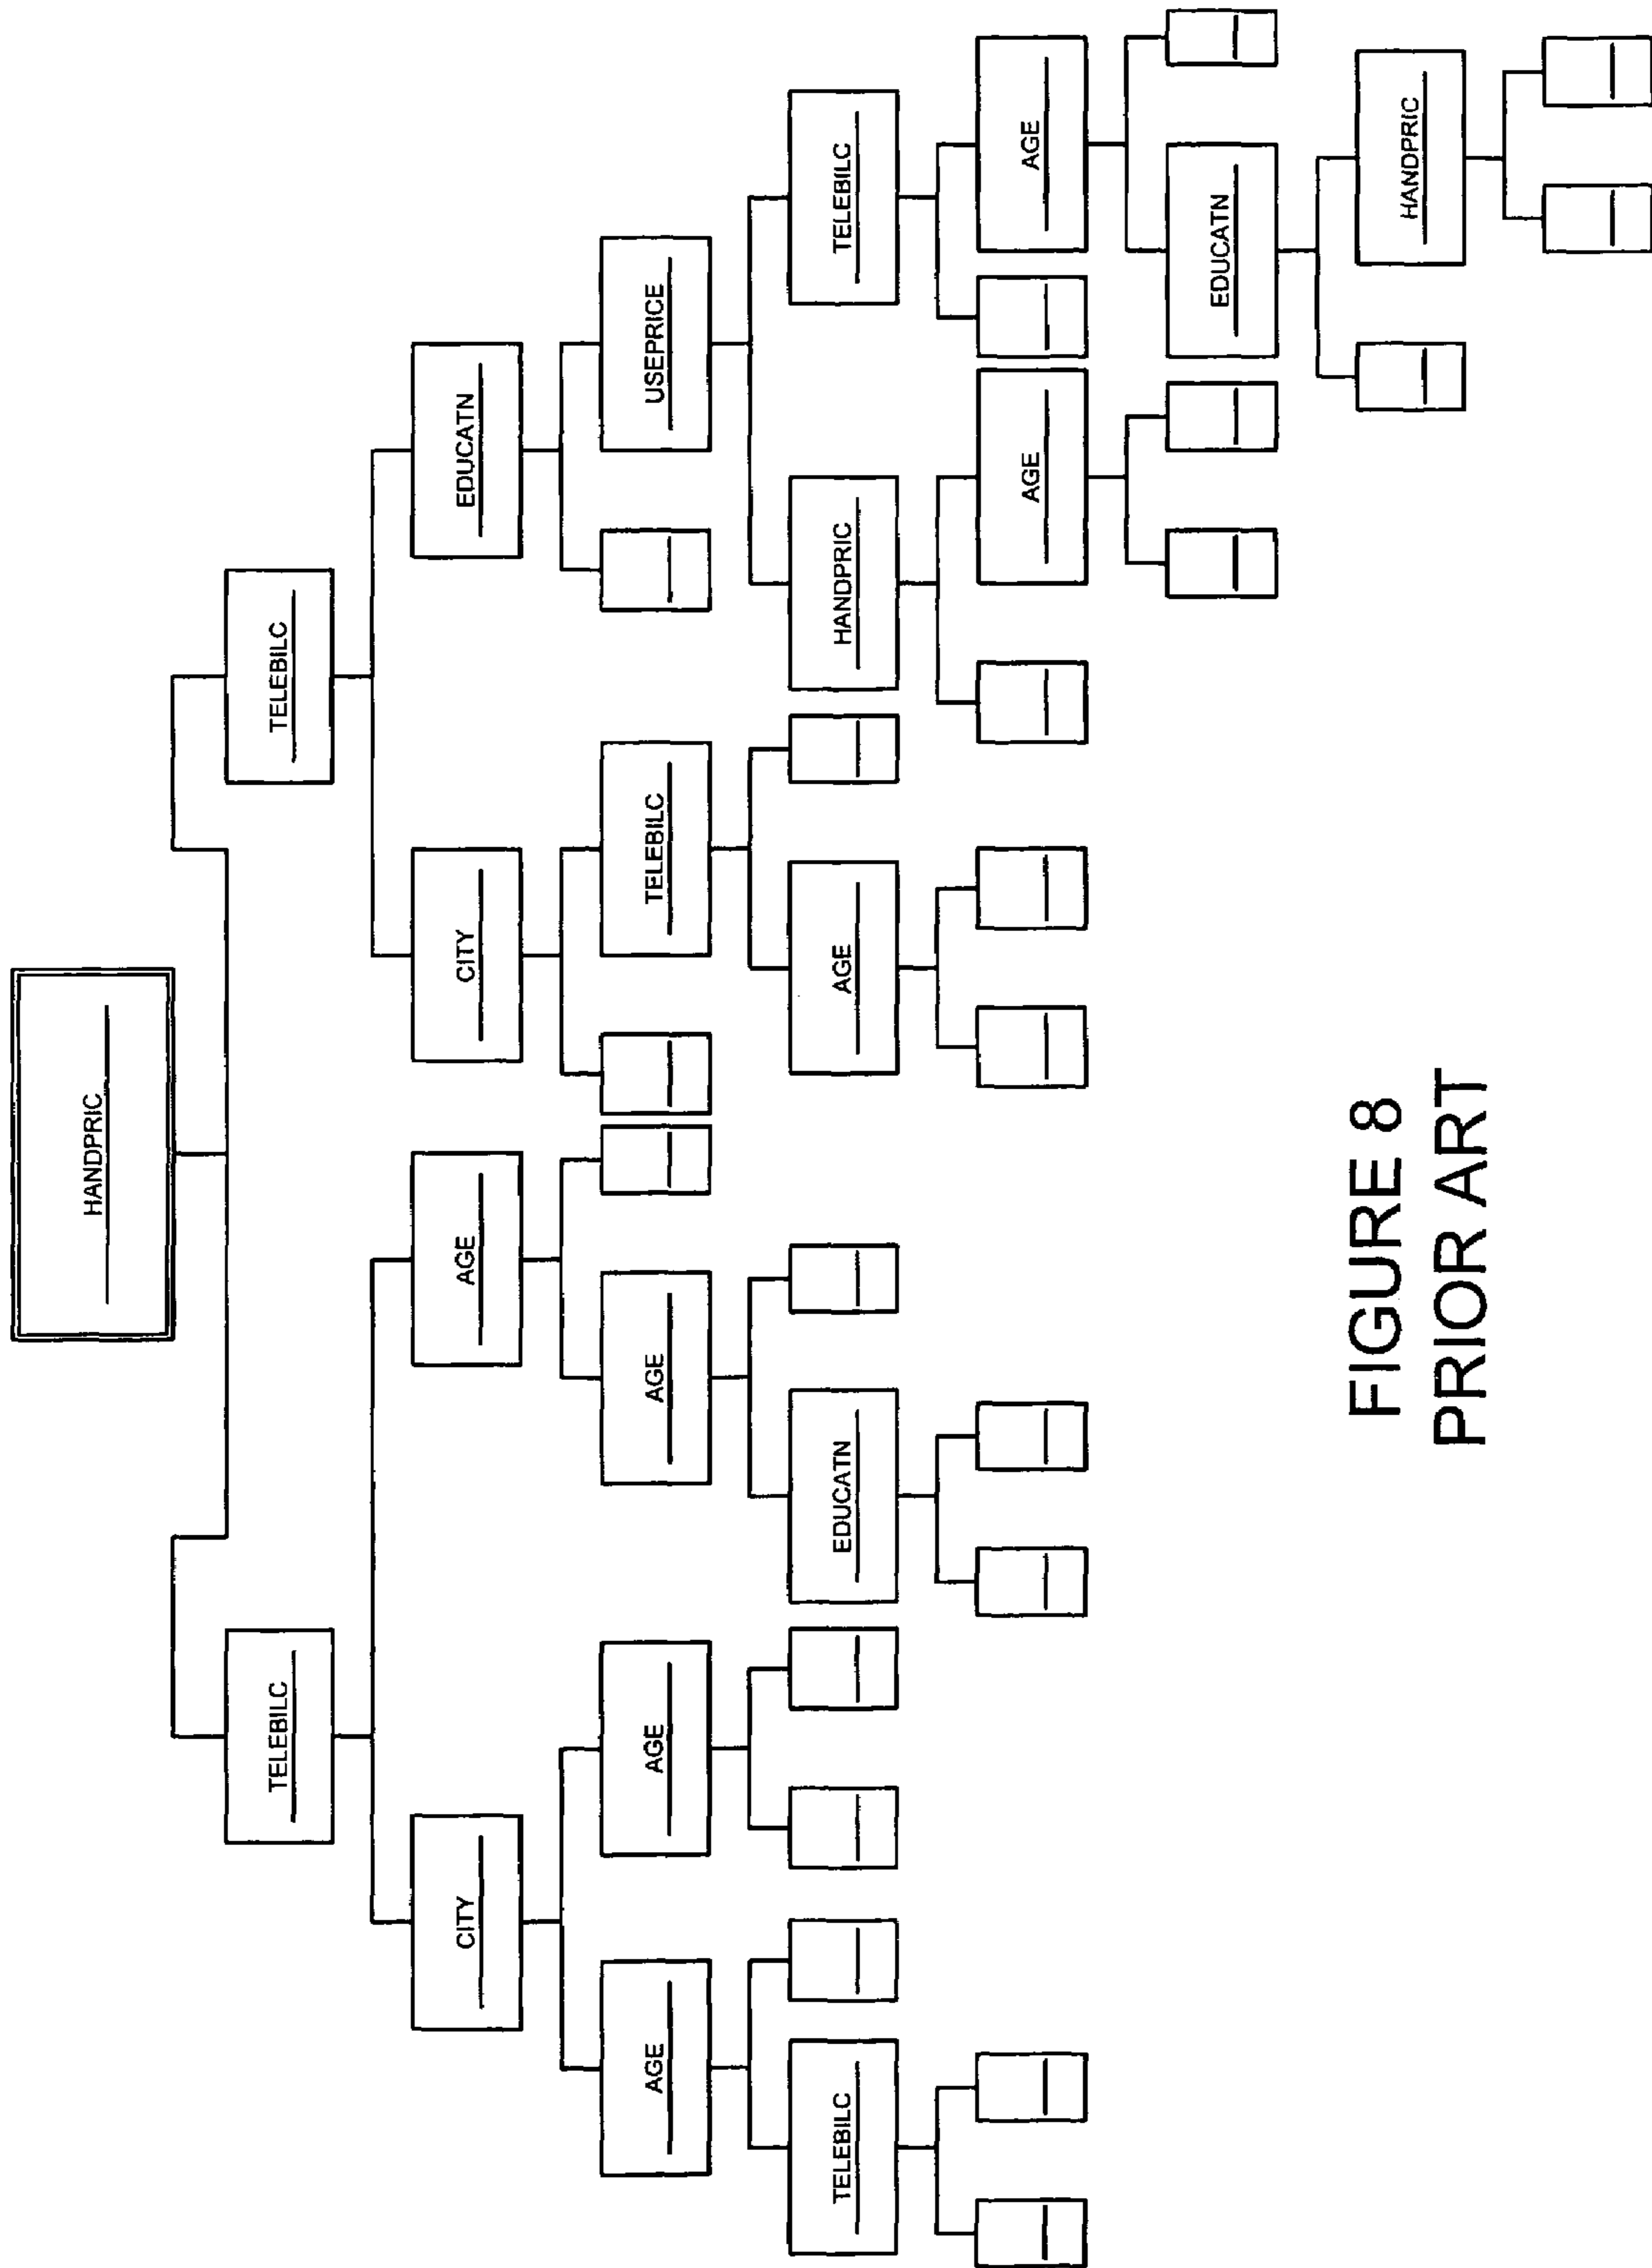 HANDPRIC
TELEBILC
TELEBILC
CITY
AGE
CITY
EDUCATN
AGE
AGE
AGE
TELEBILC
USEPRICE
TELEBILC
EDUCATN
AGE
HANDPRIC
TELEBILC
AGE
AGE
EDUCATN
HANDPRIC
FIGURE 8
PRIOR ART